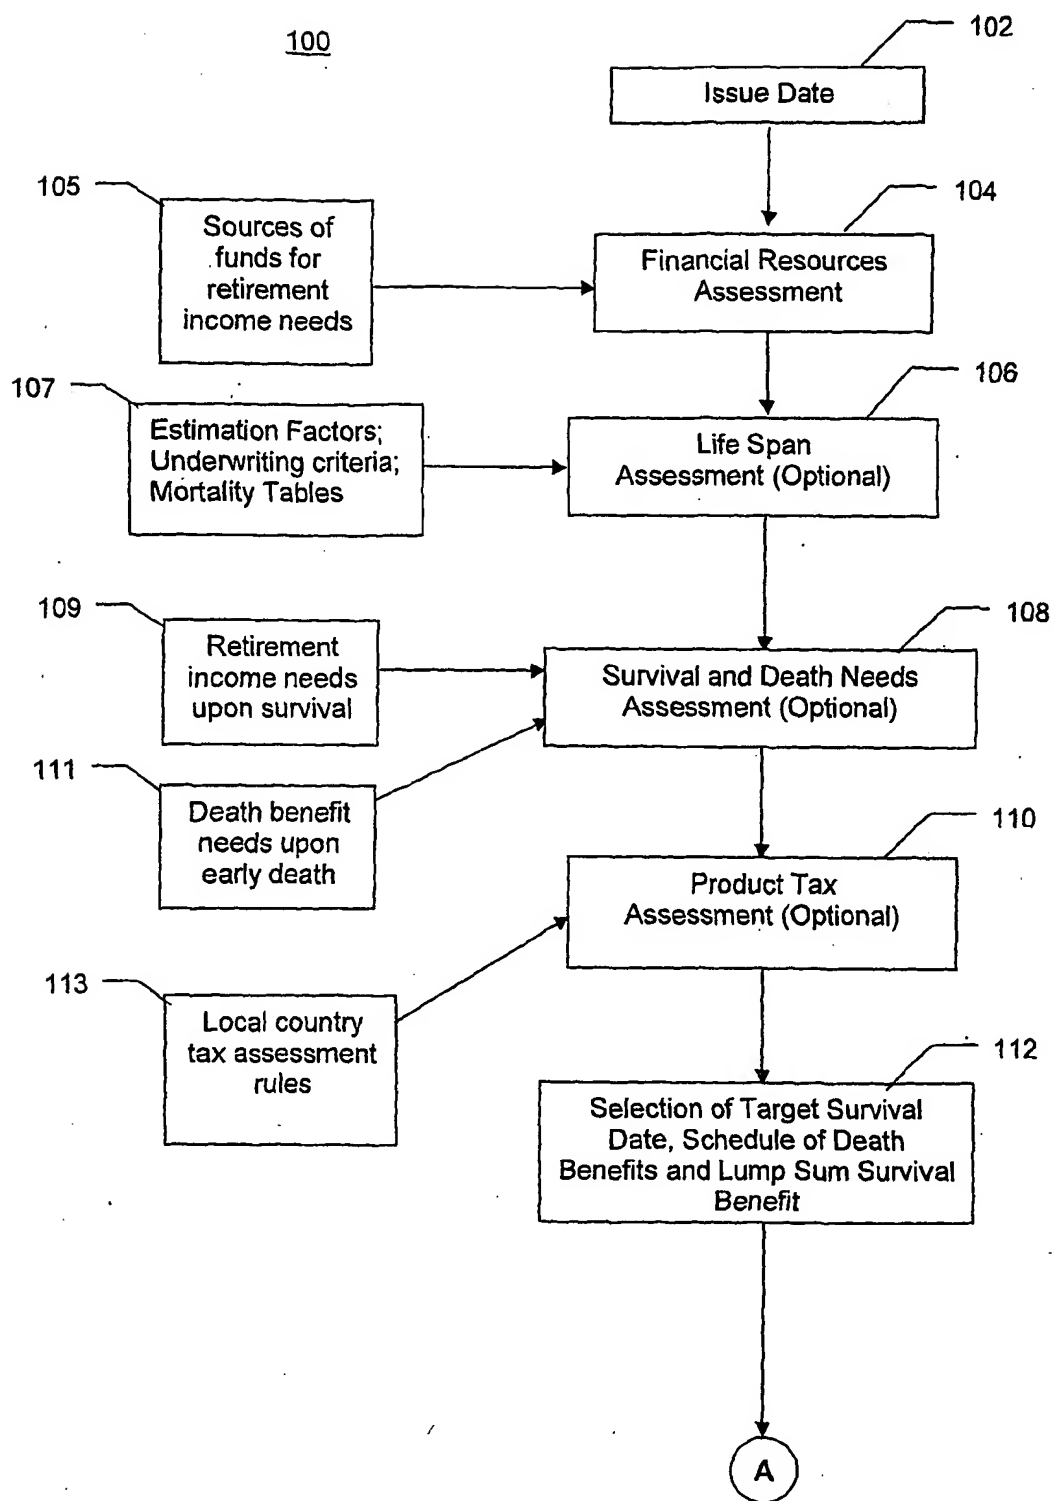 100
102
Issue Date
105
104
Sources of
funds for
retirement
income needs
Financial Resources
Assessment
107
106
Estimation Factors;
Underwriting criteria;
Mortality Tables
Life Span
Assessment (Optional)
109
108
Retirement
income needs
upon survival
Survival and Death Needs
Assessment (Optional)
111
110
Death benefit
needs upon
early death
Product Tax
Assessment (Optional)
113
112
Local country
tax assessment
rules
Selection of Target Survival
Date, Schedule of Death
Benefits and Lump Sum Survival
Benefit
A